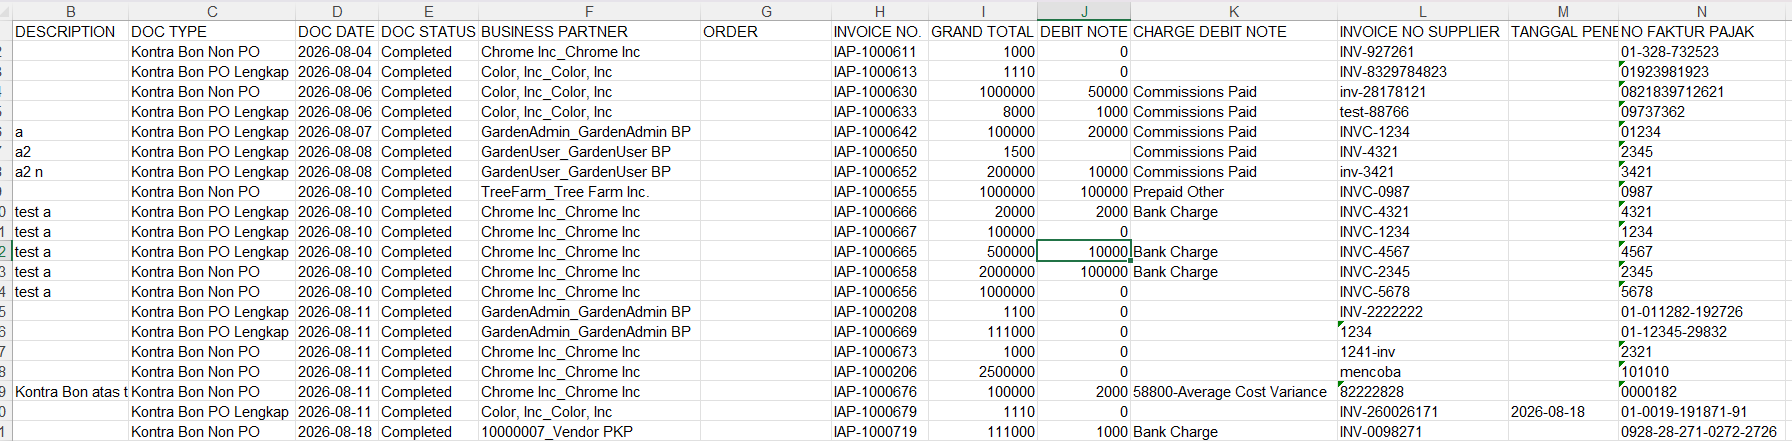 B C D E F G H I J K L M N
DESCRIPTION DOC TYPE DOC DATE DOC STATUS BUSINESS PARTNER ORDER INVOICE NO. GRAND TOTAL DEBIT NOTE CHARGE DEBIT NOTE INVOICE NO SUPPLIER TANGGAL PENE NO FAKTUR PAJAK
2 Kontra Bon Non PO 2026-08-04 Completed Chrome Inc_Chrome Inc IAP-1000611 1000 0 INV-927261 01-328-732523
3 Kontra Bon PO Lengkap 2026-08-04 Completed Color, Inc_Color, Inc IAP-1000613 1110 0 INV-8329784823 01923981923
4 Kontra Bon Non PO 2026-08-06 Completed Color, Inc_Color, Inc IAP-1000630 1000000 50000 Commissions Paid inv-28178121 0821839712621
5 Kontra Bon PO Lengkap 2026-08-06 Completed Color, Inc_Color, Inc IAP-1000633 8000 1000 Commissions Paid test-88766 09737362
6 a Kontra Bon PO Lengkap 2026-08-07 Completed GardenAdmin_GardenAdmin BP IAP-1000642 100000 20000 Commissions Paid INVC-1234 01234
7 a2 Kontra Bon PO Lengkap 2026-08-08 Completed GardenUser_GardenUser BP IAP-1000650 1500 Commissions Paid INV-4321 2345
8 a2 n Kontra Bon PO Lengkap 2026-08-08 Completed GardenUser_GardenUser BP IAP-1000652 200000 10000 Commissions Paid inv-3421 3421
9 Kontra Bon Non PO 2026-08-10 Completed TreeFarm_Tree Farm Inc. IAP-1000655 1000000 100000 Prepaid Other INVC-0987 0987
0 test a Kontra Bon PO Lengkap 2026-08-10 Completed Chrome Inc_Chrome Inc IAP-1000666 20000 2000 Bank Charge INVC-4321 4321
1 test a Kontra Bon PO Lengkap 2026-08-10 Completed Chrome Inc_Chrome Inc IAP-1000667 100000 0 INVC-1234 1234
2 test a Kontra Bon PO Lengkap 2026-08-10 Completed Chrome Inc_Chrome Inc IAP-1000665 500000 10000 Bank Charge INVC-4567 4567
3 test a Kontra Bon Non PO 2026-08-10 Completed Chrome Inc_Chrome Inc IAP-1000658 2000000 100000 Bank Charge INVC-2345 2345
4 test a Kontra Bon Non PO 2026-08-10 Completed Chrome Inc_Chrome Inc IAP-1000656 1000000 0 INVC-5678 5678
5 Kontra Bon PO Lengkap 2026-08-11 Completed GardenAdmin_GardenAdmin BP IAP-1000208 1100 0 INV-2222222 01-011282-192726
6 Kontra Bon PO Lengkap 2026-08-11 Completed GardenAdmin_GardenAdmin BP IAP-1000669 111000 0 1234 01-12345-29832
7 Kontra Bon Non PO 2026-08-11 Completed Chrome Inc_Chrome Inc IAP-1000673 1000 0 1241-inv 2321
8 Kontra Bon Non PO 2026-08-11 Completed Chrome Inc_Chrome Inc IAP-1000206 2500000 0 mencoba 101010
9 Kontra Bon atas t Kontra Bon Non PO 2026-08-11 Completed Chrome Inc_Chrome Inc IAP-1000676 100000 2000 58800-Average Cost Variance 82222828 0000182
0 Kontra Bon PO Lengkap 2026-08-11 Completed Color, Inc_Color, Inc IAP-1000679 1110 0 INV-260026171 2026-08-18 01-0019-191871-91
1 Kontra Bon Non PO 2026-08-18 Completed 10000007_Vendor PKP IAP-1000719 111000 1000 Bank Charge INV-0098271 0928-28-271-0272-2726